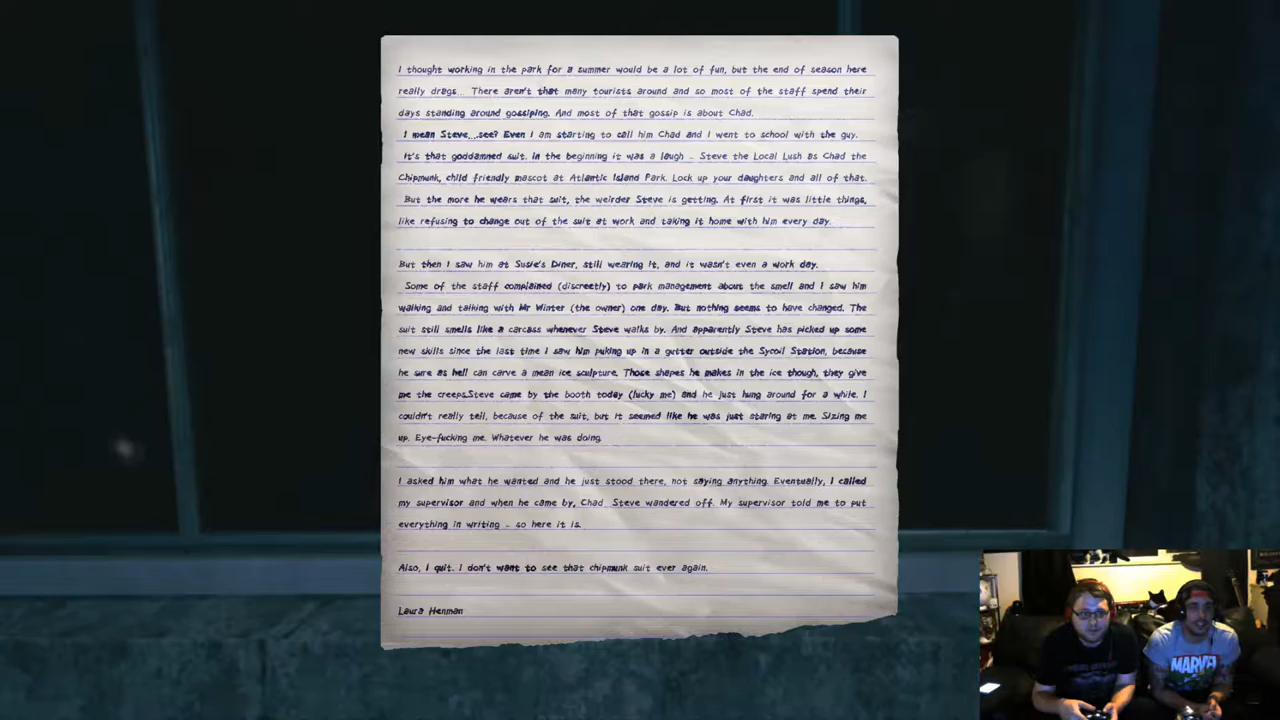 I thought working in the park for a summer would be a lot of fun, but the end of season here
really drags... There aren't that many tourists around and so most of the staff spend their
days standing around gossiping. And most of that gossip is about Chad.
I mean Steve...see? Even I am starting to call him Chad and I went to school with the guy.
It's that goddamned suit. In the beginning it was a laugh - Steve the Local Lush as Chad the
Chipmunk, child friendly mascot at Atlantic Island Park. Lock up your daughters and all of that.
But the more he wears that suit, the weirder Steve is getting. At first it was little things,
like refusing to change out of the suit at work and taking it home with him every day.
But then I saw him at Susie's Diner, still wearing it, and it wasn't even a work day.
Some of the staff complained (discreetly) to park management about the smell and I saw him
walking and talking with Mr Winter (the owner) one day. But nothing seems to have changed. The
suit still smells like a carcass whenever Steve walks by. And apparently Steve has picked up some
new skills since the last time I saw him puking up in a gutter outside the Sycoil Station, because
he sure as hell can carve a mean ice sculpture. Those shapes he makes in the ice though, they give
me the creeps.Steve came by the booth today (lucky me) and he just hung around for a while. I
couldn't really tell, because of the suit, but it seemed like he was just staring at me. Sizing me
up. Eye-fucking me. Whatever he was doing.
I asked him what he wanted and he just stood there, not saying anything. Eventually, I called
my supervisor and when he came by, Chad Steve wandered off. My supervisor told me to put
everything in writing - so here it is.
Also, I quit. I don't want to see that chipmunk suit ever again.
Laura Henman
MARVEL